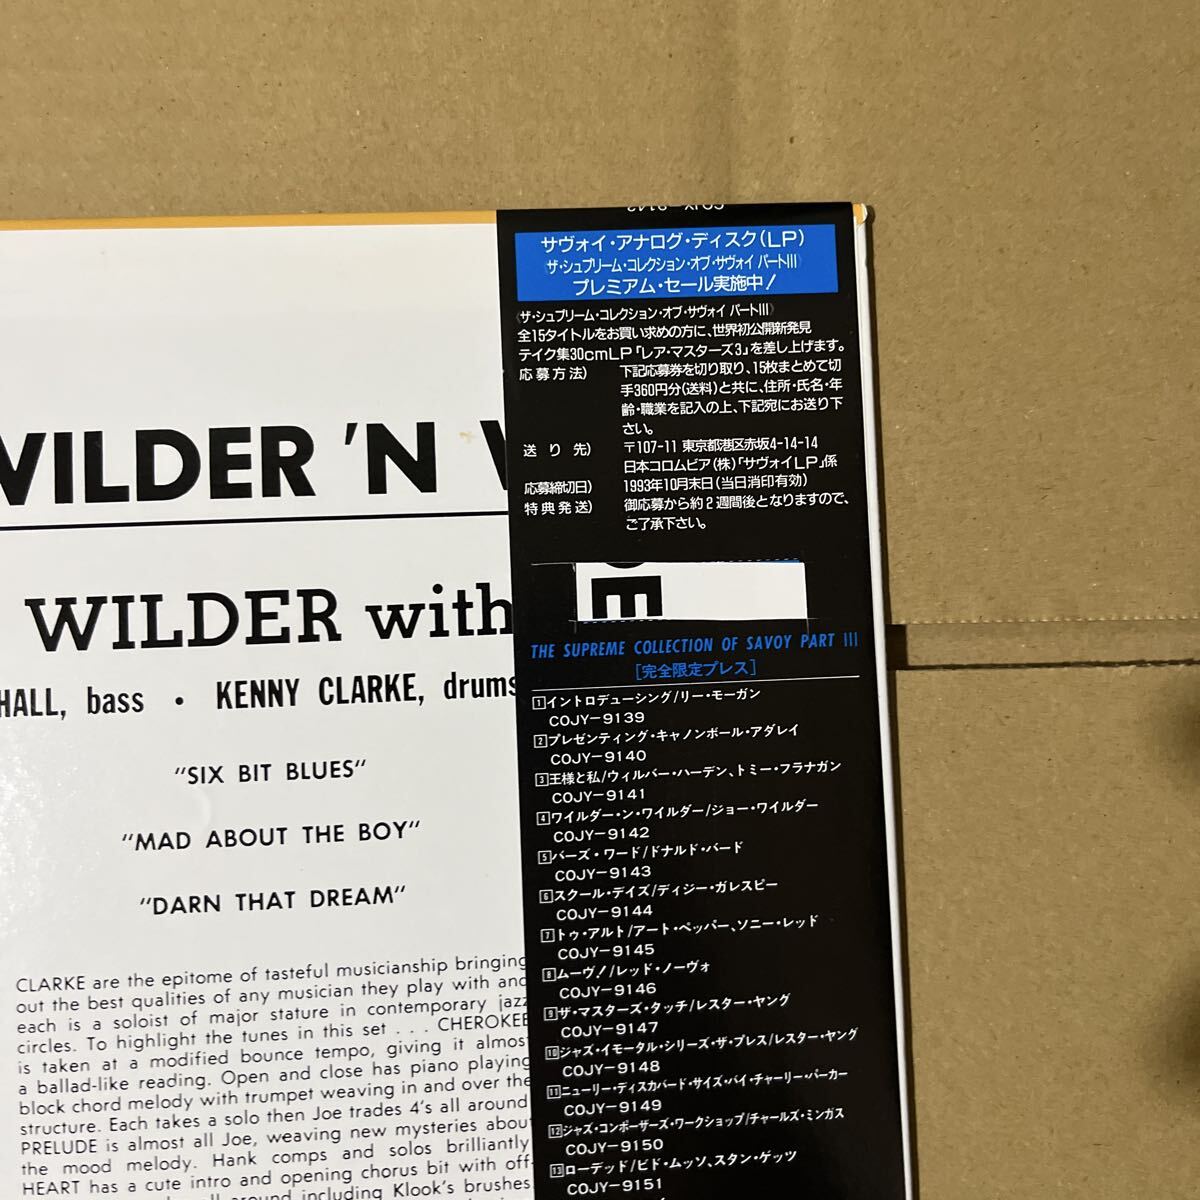 COJY-9142
サヴォイ・アナログ・ディスク(LP)
《ザ・シュプリーム・コレクション・オブ・サヴォイ パートIII》
プレミアム・セール実施中!
《ザ・シュプリーム・コレクション・オブ・サヴォイ パートIII》
全15タイトルをお買い求めの方に、世界初公開新発見
テイク集30cmLP「レア・マスターズ3」を差し上げます。
応募方法) 下記応募券を切り取り、15枚まとめて切
手360円分(送料)と共に、住所・氏名・年
齢・職業を記入の上、下記宛にお送り下
さい。
送り先) 〒107-11 東京都港区赤坂4-14-14
日本コロムビア(株)「サヴォイLP」係
応募締切日) 1993年10月末日(当日消印有効)
特典発送) 御応募から約2週間後となりますので、
ご了承下さい。
THE SUPREME COLLECTION OF SAVOY PART III
[完全限定プレス]
1 イントロデューシング/リー・モーガン
COJY-9139
2 プレゼンティング・キャノンボール・アダレイ
COJY-9140
3 王様と私/ウィルバー・ハーデン、トミー・フラナガン
COJY-9141
4 ワイルダー・ン・ワイルダー/ジョー・ワイルダー
COJY-9142
5 バーズ・ワード/ドナルド・バード
COJY-9143
6 スクール・デイズ/ディジー・ガレスピー
COJY-9144
7 トゥ・アルト/アート・ペッパー、ソニー・レッド
COJY-9145
8 ムーヴ!/レッド・ノーヴォ
COJY-9146
9 ザ・マスターズ・タッチ/レスター・ヤング
COJY-9147
10 ジャズ・イモータル・シリーズ・ザ・プレス/レスター・ヤング
COJY-9148
11 ニューリー・ディスカバード・サイズ・バイ・チャーリー・パーカー
COJY-9149
12 ジャズ・コンポーザーズ・ワークショップ/チャールズ・ミンガス
COJY-9150
13 ローデッド/ビド・ムッソ、スタン・ゲッツ
COJY-9151
WILDER 'N W
WILDER with
HALL, bass • KENNY CLARKE, drums
"SIX BIT BLUES"
"MAD ABOUT THE BOY"
"DARN THAT DREAM"
CLARKE are the epitome of tasteful musicianship bringing
out the best qualities of any musician they play with and
each is a soloist of major stature in contemporary jazz
circles. To highlight the tunes in this set . . . CHEROKEE
is taken at a modified bounce tempo, giving it almost
a ballad-like reading. Open and close has piano playing
block chord melody with trumpet weaving in and over the
structure. Each takes a solo then Joe trades 4's all around
PRELUDE is almost all Joe, weaving new mysteries about
the mood melody. Hank comps and solos brilliantly
HEART has a cute intro and opening chorus bit with off-
all around including Klook's brushes